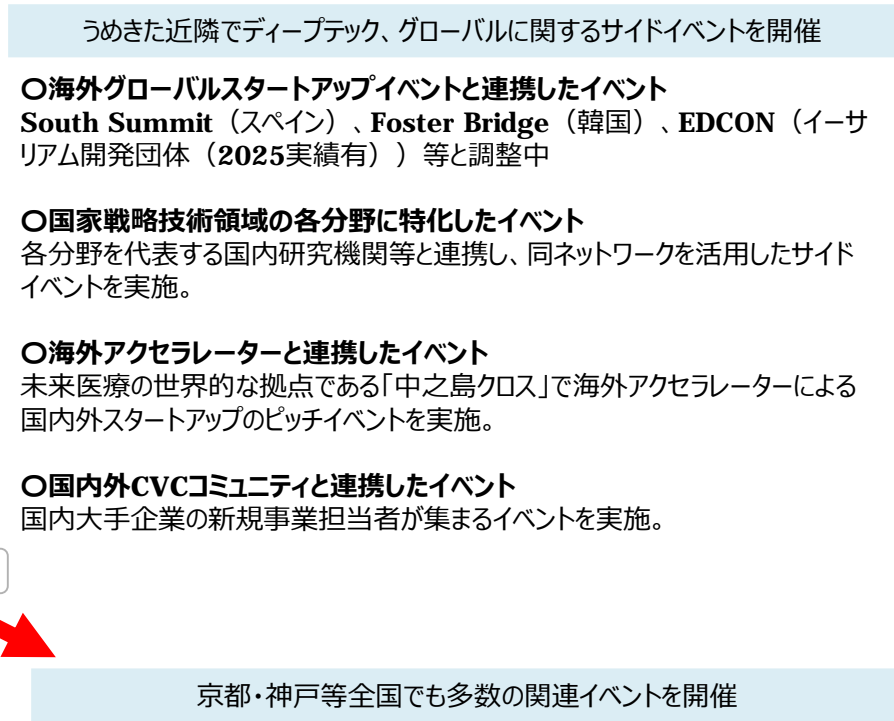 うめきた近隣でディープテック、グローバルに関するサイドイベントを開催
〇海外グローバルスタートアップイベントと連携したイベント
South Summit（スペイン）、Foster Bridge（韓国）、EDCON（イーサ
リアム開発団体（2025実績有））等と調整中
〇国家戦略技術領域の各分野に特化したイベント
各分野を代表する国内研究機関等と連携し、同ネットワークを活用したサイド
イベントを実施。
〇海外アクセラレーターと連携したイベント
未来医療の世界的な拠点である「中之島クロス」で海外アクセラレーターによる
国内外スタートアップのピッチイベントを実施。
〇国内外CVCコミュニティと連携したイベント
国内大手企業の新規事業担当者が集まるイベントを実施。
京都・神戸等全国でも多数の関連イベントを開催